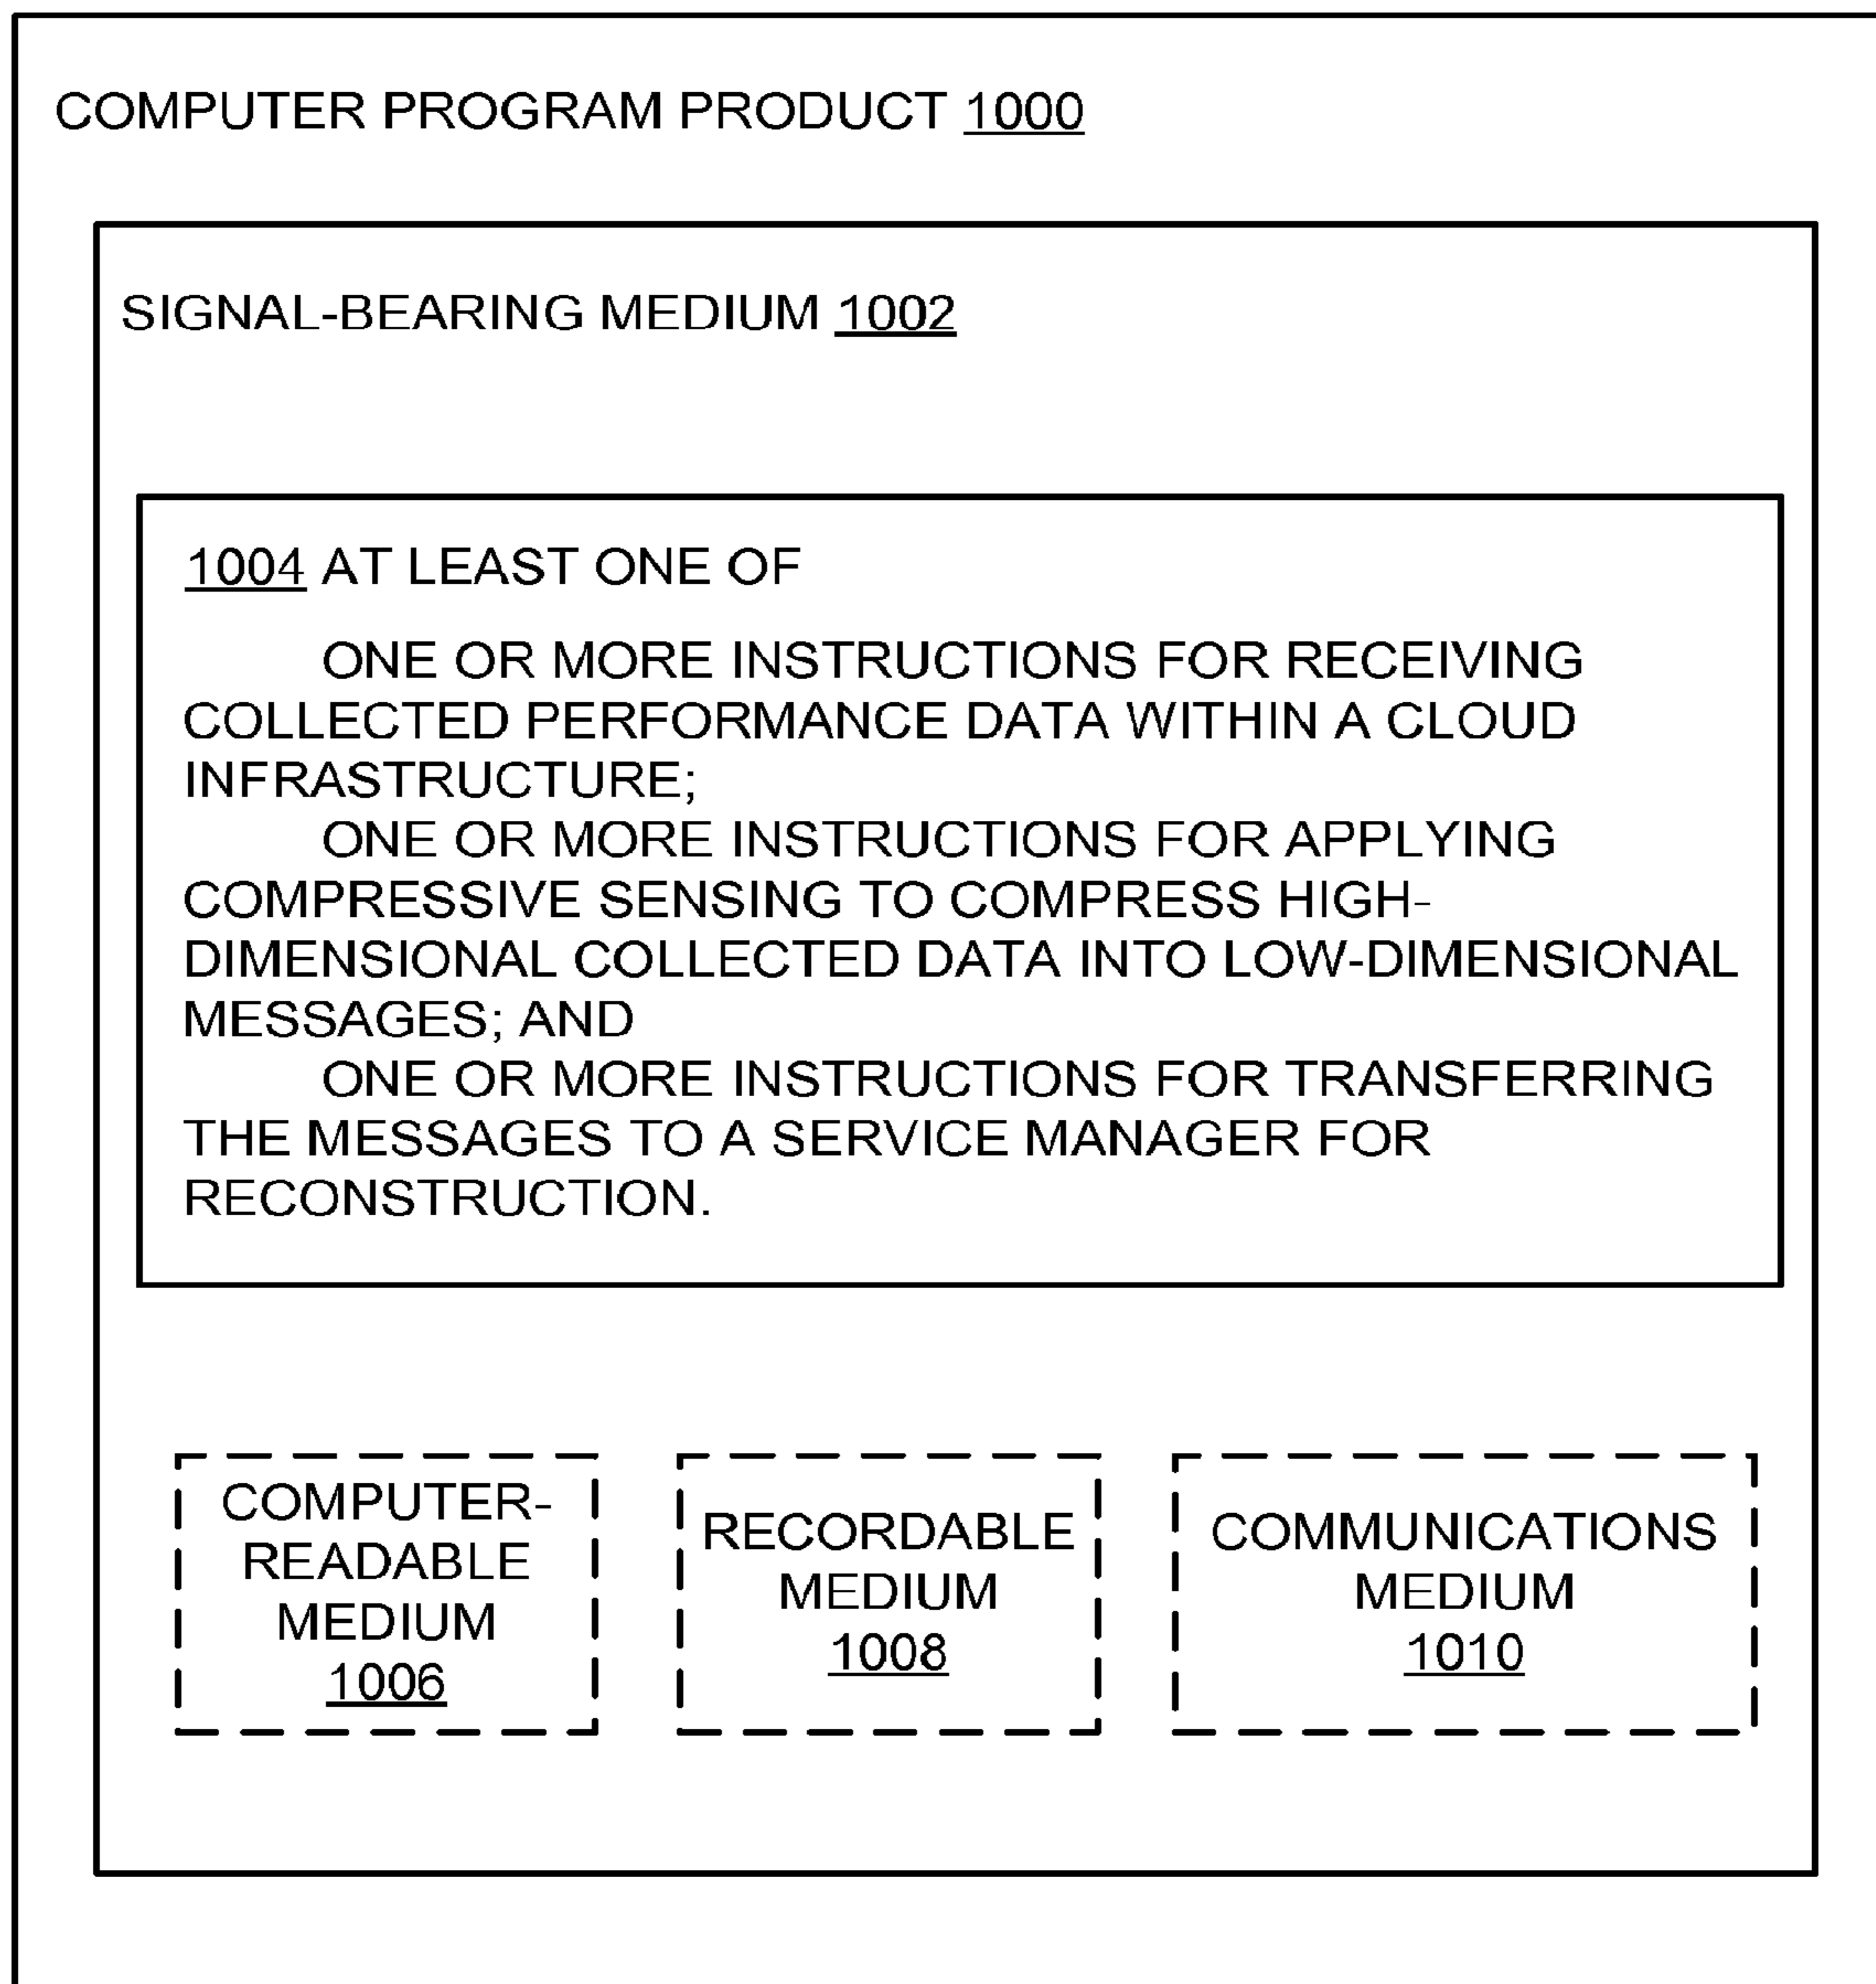 COMPUTER PROGRAM PRODUCT 1000
SIGNAL-BEARING MEDIUM 1002
1004 AT LEAST ONE OF
ONE OR MORE INSTRUCTIONS FOR RECEIVING
COLLECTED PERFORMANCE DATA WITHIN A CLOUD
INFRASTRUCTURE;
ONE OR MORE INSTRUCTIONS FOR APPLYING
COMPRESSIVE SENSING TO COMPRESS HIGH-
DIMENSIONAL COLLECTED DATA INTO LOW-DIMENSIONAL
MESSAGES; AND
ONE OR MORE INSTRUCTIONS FOR TRANSFERRING
THE MESSAGES TO A SERVICE MANAGER FOR
RECONSTRUCTION.
COMPUTER-
READABLE
MEDIUM
1006
RECORDABLE
MEDIUM
1008
COMMUNICATIONS
MEDIUM
1010